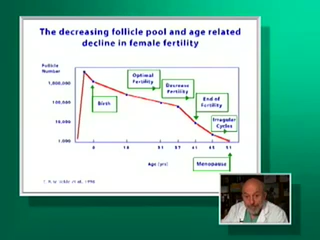 The decreasing follicle pool and age related
decline in female fertility
Follicle
Number
1,000,000
100,000
10,000
1,000
Optimal
Fertility
Decrease
Fertility
End of
Fertility
Irregular
Cycles
Birth
Menopause
Age (yrs)